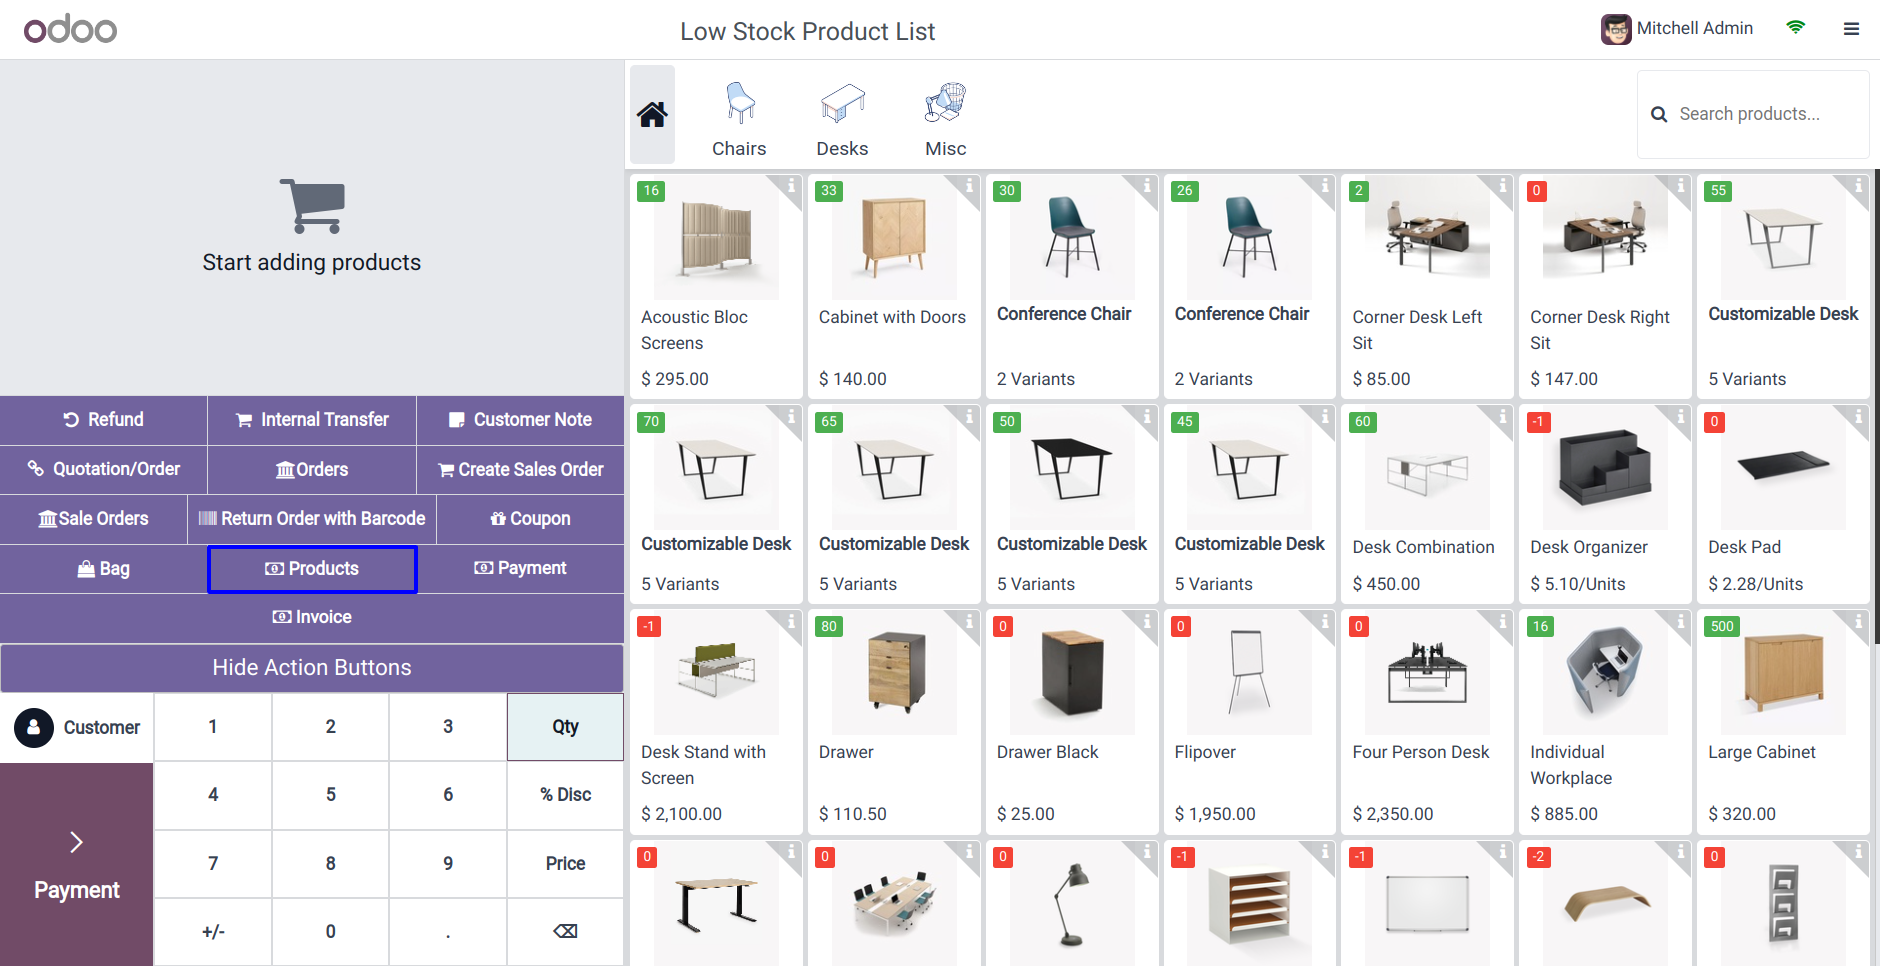 odoo
Low Stock Product List
Mitchell Admin
Start adding products
Refund
Internal Transfer
Customer Note
Quotation/Order
Orders
Create Sales Order
Sale Orders
Return Order with Barcode
Coupon
Bag
Products
Payment
Invoice
Hide Action Buttons
Customer
1
2
3
Qty
4
5
6
% Disc
7
8
9
Price
Payment
+/-
0
.
Chairs
Desks
Misc
Search products...
16
33
30
26
2
0
55
Acoustic Bloc
Screens
$ 295.00
Cabinet with Doors
$ 140.00
Conference Chair
2 Variants
Conference Chair
2 Variants
Corner Desk Left
Sit
$ 85.00
Corner Desk Right
Sit
$ 147.00
Customizable Desk
5 Variants
70
65
50
45
60
-1
0
Customizable Desk
5 Variants
Customizable Desk
5 Variants
Customizable Desk
5 Variants
Customizable Desk
5 Variants
Desk Combination
$ 450.00
Desk Organizer
$ 5.10/Units
Desk Pad
$ 2.28/Units
-1
80
0
0
0
16
500
Desk Stand with
Screen
$ 2,100.00
Drawer
$ 110.50
Drawer Black
$ 25.00
Flipover
$ 1,950.00
Four Person Desk
$ 2,350.00
Individual
Workplace
$ 885.00
Large Cabinet
$ 320.00
0
0
0
-1
-1
-2
0